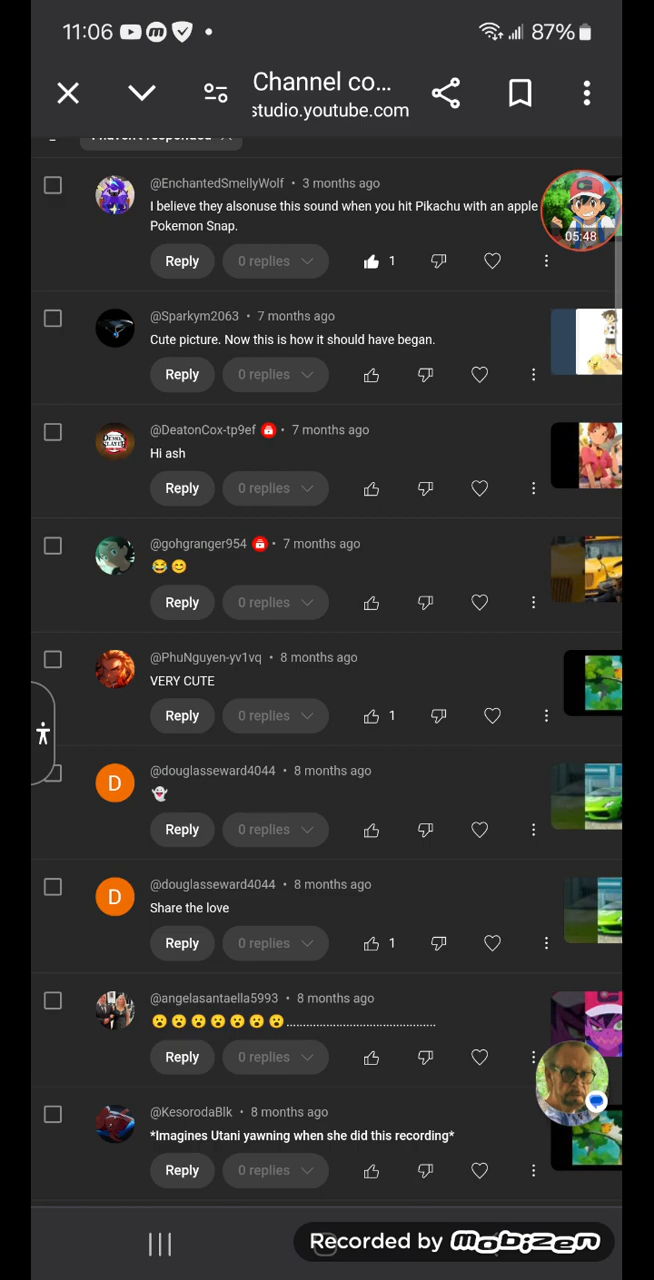 11:06
87%
Channel co...
studio.youtube.com
I haven't responded
@EnchantedSmellyWolf • 3 months ago
I believe they alsonuse this sound when you hit Pikachu with an apple
Pokemon Snap.
05:48
Reply 0 replies 1
@Sparkym2063 • 7 months ago
Cute picture. Now this is how it should have began.
Reply 0 replies
@DeatonCox-tp9ef • 7 months ago
Hi ash
Reply 0 replies
@gohgranger954 • 7 months ago
😂😊
Reply 0 replies
@PhuNguyen-yv1vq • 8 months ago
VERY CUTE
Reply 0 replies 1
D
@douglasseward4044 • 8 months ago
👻
Reply 0 replies
D
@douglasseward4044 • 8 months ago
Share the love
Reply 0 replies 1
@angelasantaella5993 • 8 months ago
😮😮😮😮😮😮😮............................................
Reply 0 replies
@KesorodaBlk • 8 months ago
*Imagines Utani yawning when she did this recording*
Reply 0 replies
Recorded by mobizen